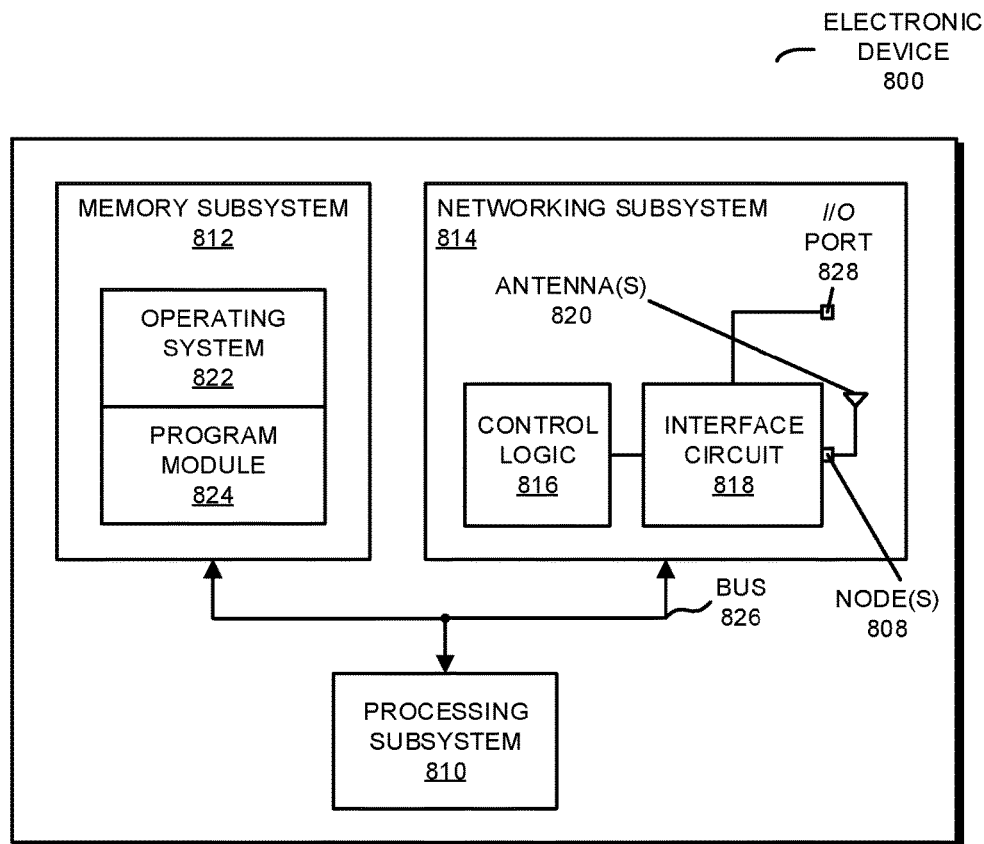 ELECTRONIC
DEVICE
800
MEMORY SUBSYSTEM
812
OPERATING
SYSTEM
822
PROGRAM
MODULE
824
NETWORKING SUBSYSTEM
814
I/O
PORT
828
ANTENNA(S)
820
CONTROL
LOGIC
816
INTERFACE
CIRCUIT
818
BUS
826
NODE(S)
808
PROCESSING
SUBSYSTEM
810